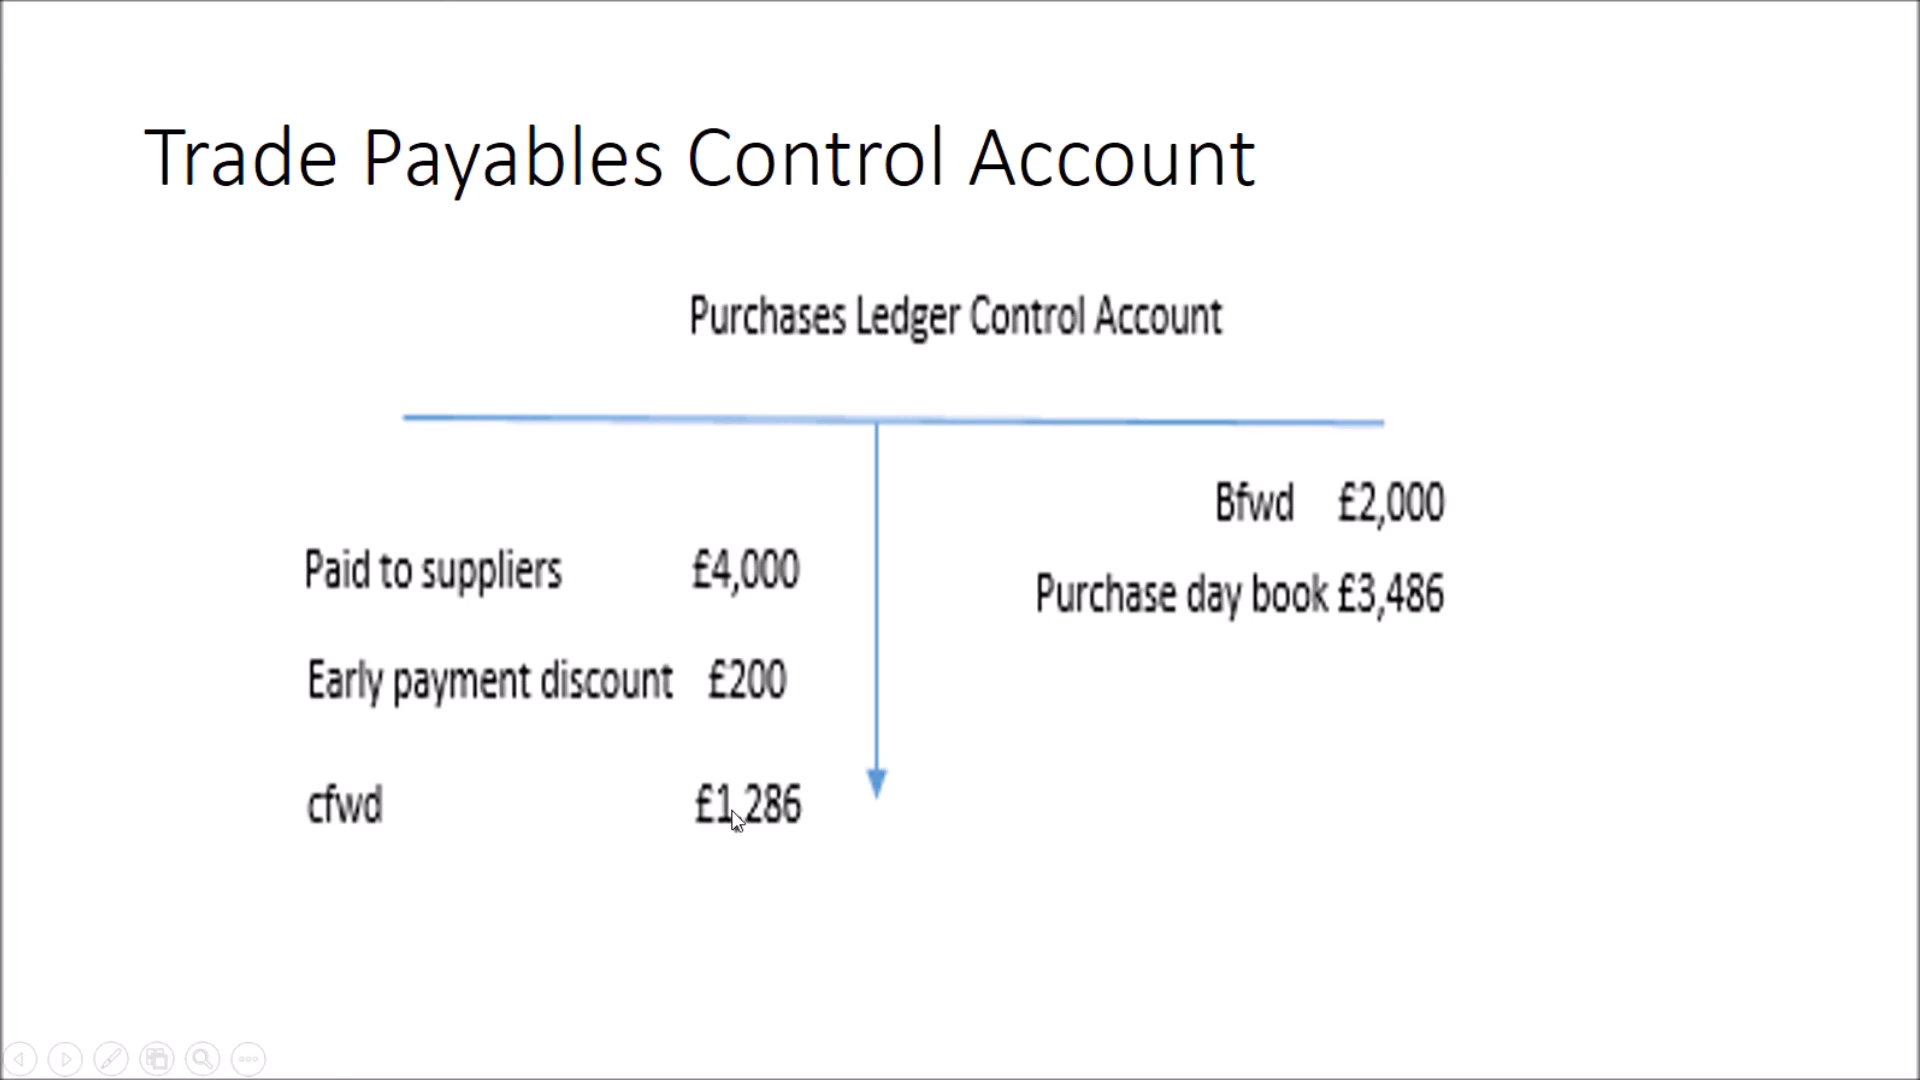 Trade Payables Control Account
Purchases Ledger Control Account
Bfwd £2,000
Paid to suppliers £4,000
Purchase day book £3,486
Early payment discount £200
cfwd £1,286